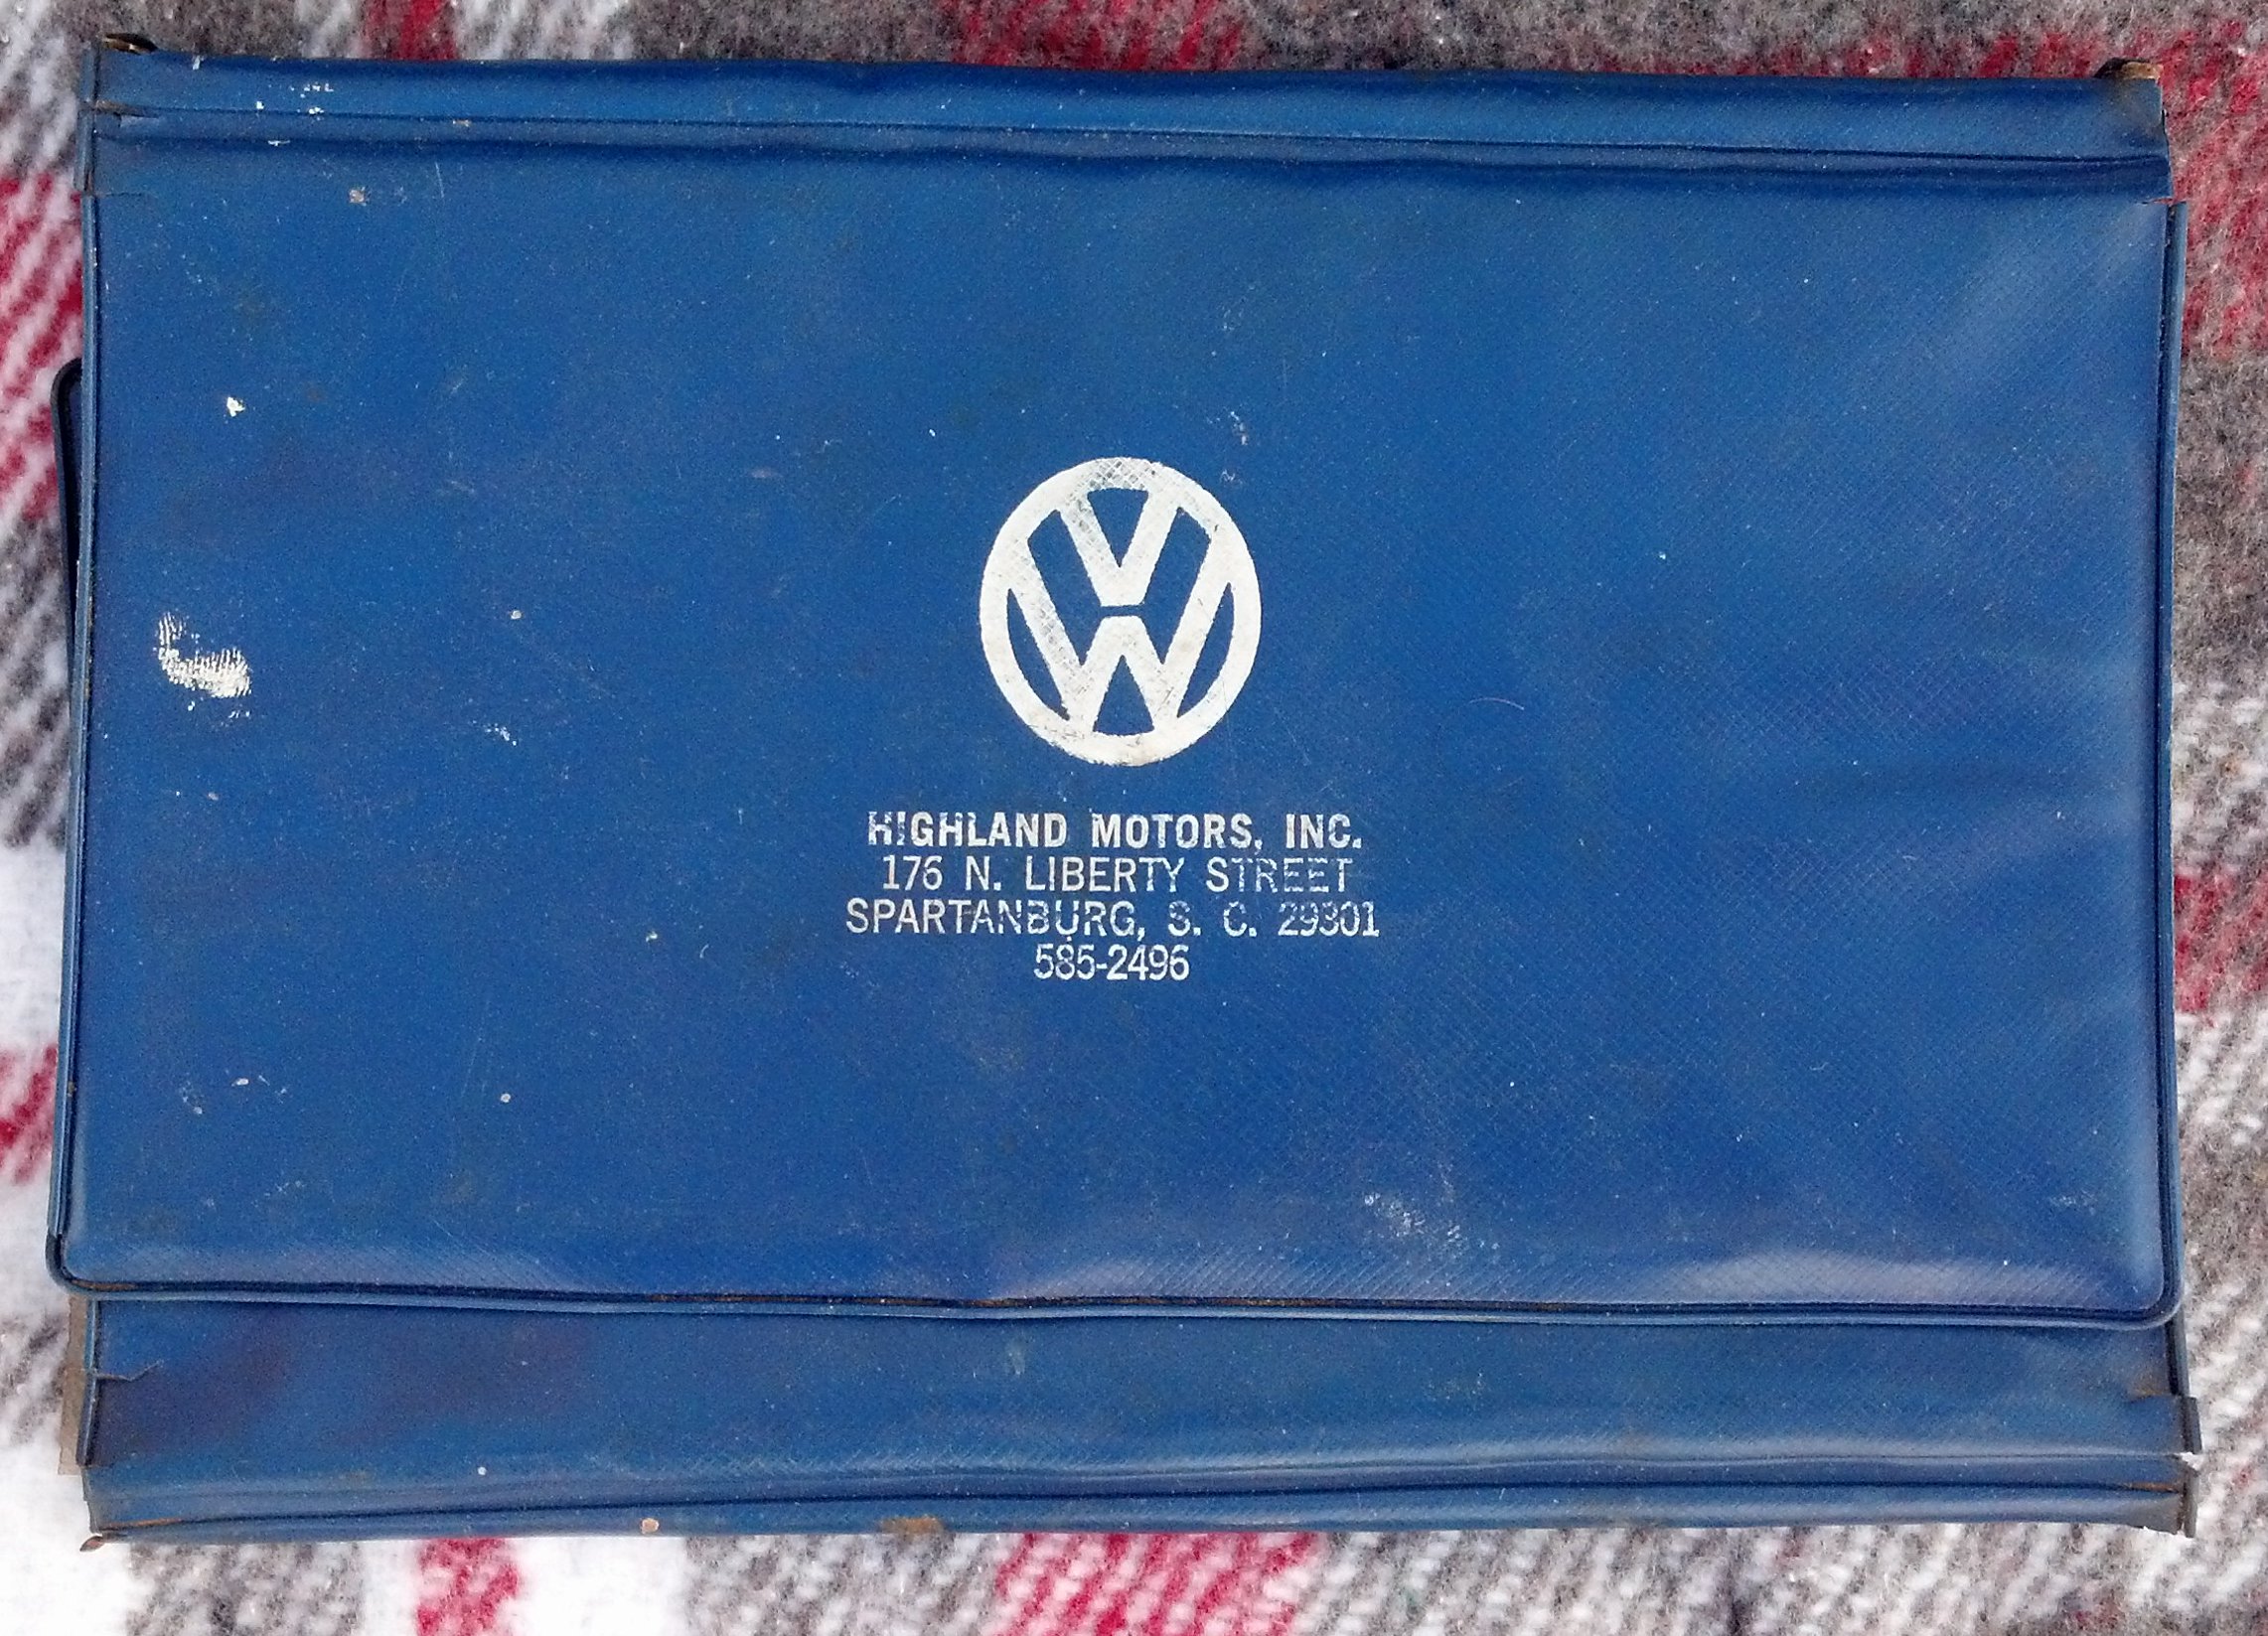 VW
HIGHLAND MOTORS, INC.
176 N. LIBERTY STREET
SPARTANBURG, S. C. 29301
585-2496